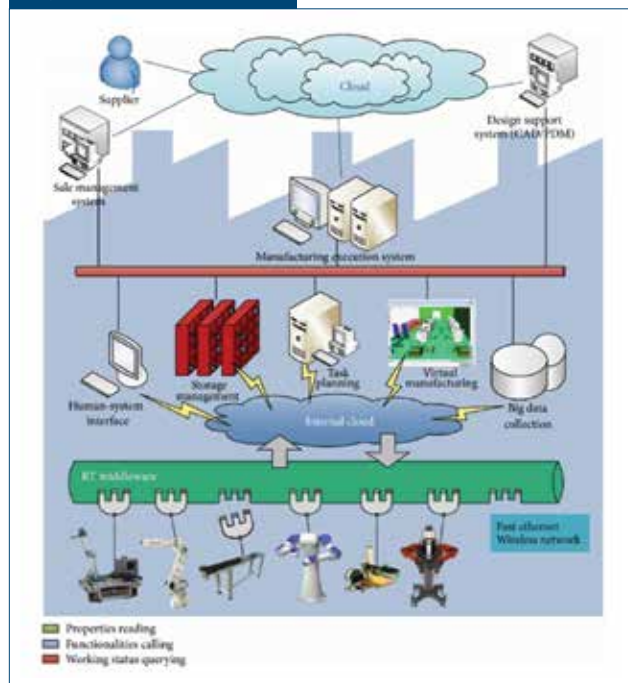 Cloud
Supplier
Design support
system (CAD/PDM)
Sale management
system
Manufacturing execution system
Storage
management
Task
planning
Virtual
manufacturing
Human-system
interface
Internal cloud
Big data
collection
RT middleware
Fast ethernet
Wireless network
Properties reading
Functionalities calling
Working status querying